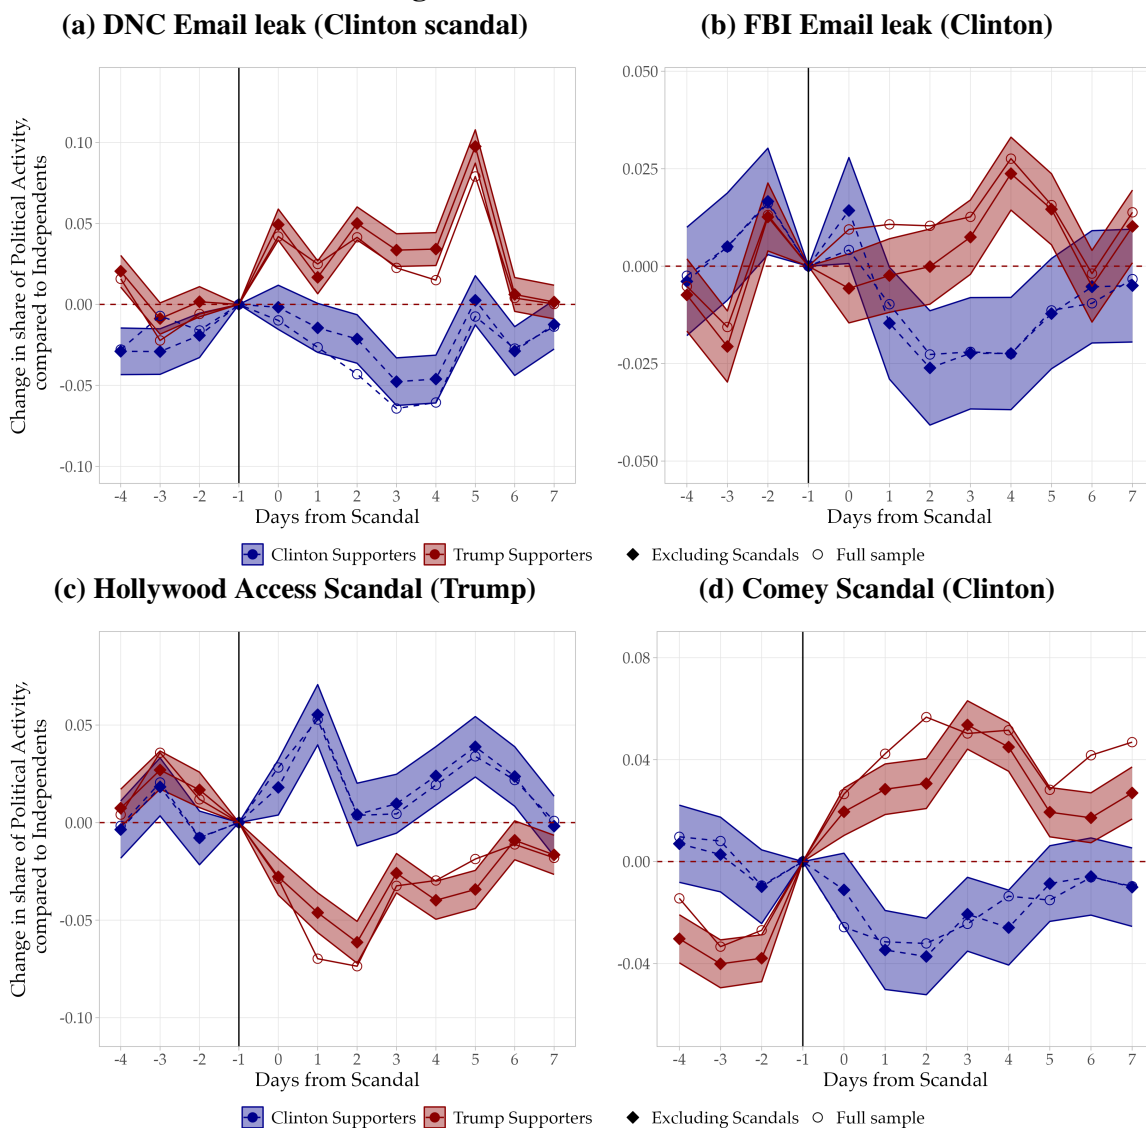 (a) DNC Email leak (Clinton scandal)
(b) FBI Email leak (Clinton)
Change in share of Political Activity,
compared to Independents
0.10
0.05
0.00
-0.05
-0.10
-4 -3 -2 -1 0 1 2 3 4 5 6 7
Days from Scandal
0.050
0.025
0.000
-0.025
-0.050
-4 -3 -2 -1 0 1 2 3 4 5 6 7
Days from Scandal
Clinton Supporters Trump Supporters Excluding Scandals Full sample
(c) Hollywood Access Scandal (Trump)
(d) Comey Scandal (Clinton)
Change in share of Political Activity,
compared to Independents
0.05
0.00
-0.05
-0.10
-4 -3 -2 -1 0 1 2 3 4 5 6 7
Days from Scandal
0.08
0.04
0.00
-0.04
-4 -3 -2 -1 0 1 2 3 4 5 6 7
Days from Scandal
Clinton Supporters Trump Supporters Excluding Scandals Full sample